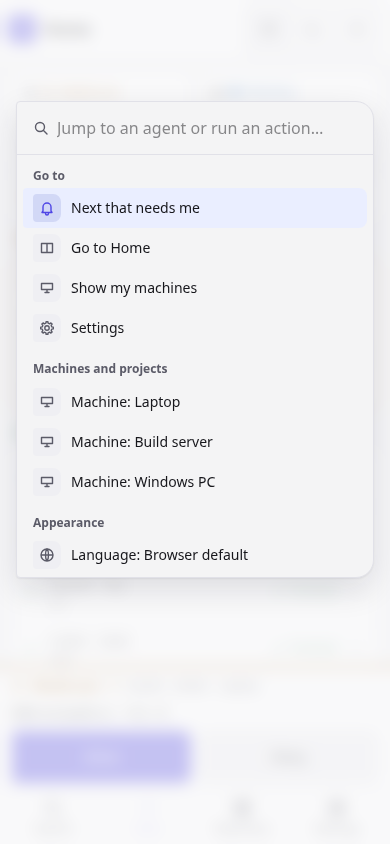 Jump to an agent or run an action...
Go to
Next that needs me
Go to Home
Show my machines
Settings
Machines and projects
Machine: Laptop
Machine: Build server
Machine: Windows PC
Appearance
Language: Browser default